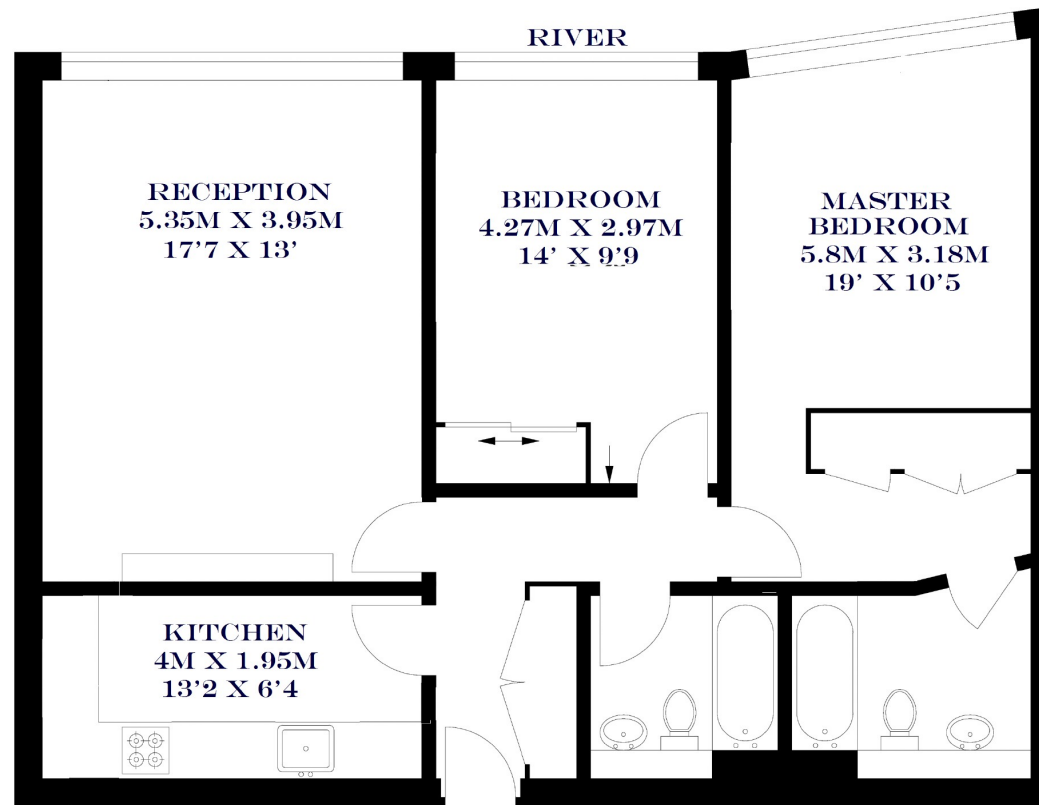 RIVER
RECEPTION
5.35M X 3.95M
17'7 X 13'
BEDROOM
4.27M X 2.97M
14' X 9'9
MASTER
BEDROOM
5.8M X 3.18M
19' X 10'5
KITCHEN
4M X 1.95M
13'2 X 6'4